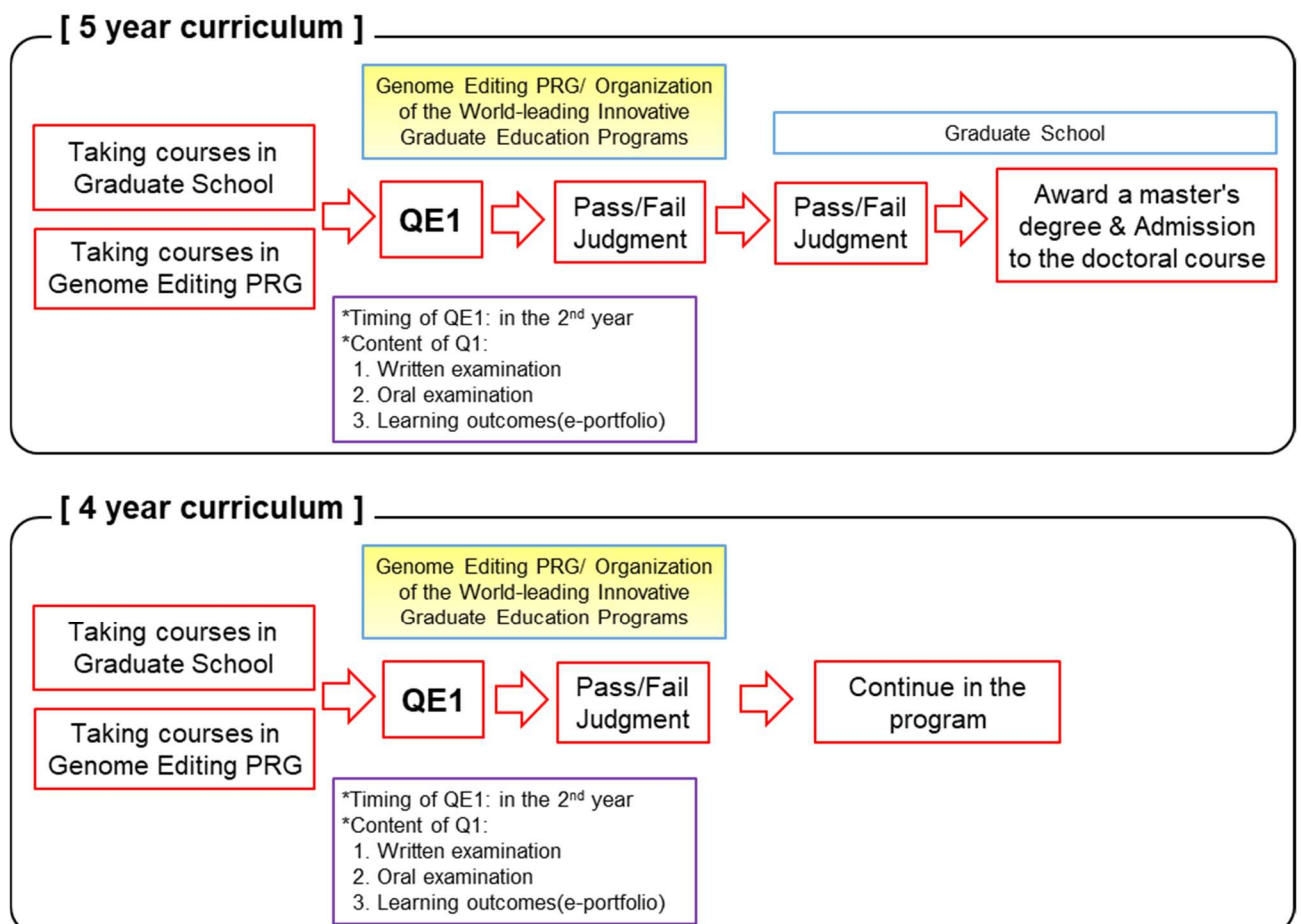 [ 5 year curriculum ]
Genome Editing PRG/ Organization
of the World-leading Innovative
Graduate Education Programs
Graduate School
Taking courses in
Graduate School
Taking courses in
Genome Editing PRG
QE1
Pass/Fail
Judgment
Pass/Fail
Judgment
Award a master's
degree & Admission
to the doctoral course
*Timing of QE1: in the 2nd year
*Content of Q1:
1. Written examination
2. Oral examination
3. Learning outcomes(e-portfolio)
[ 4 year curriculum ]
Genome Editing PRG/ Organization
of the World-leading Innovative
Graduate Education Programs
Taking courses in
Graduate School
Taking courses in
Genome Editing PRG
QE1
Pass/Fail
Judgment
Continue in the
program
*Timing of QE1: in the 2nd year
*Content of Q1:
1. Written examination
2. Oral examination
3. Learning outcomes(e-portfolio)